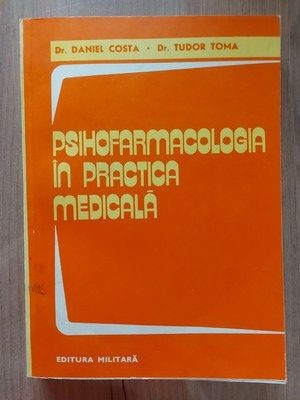 Dr. DANIEL COSTA • Dr. TUDOR TOMA
PSIHOFARMACOLOGIA
ÎN PRACTICA
MEDICALĂ
EDITURA MILITARĂ